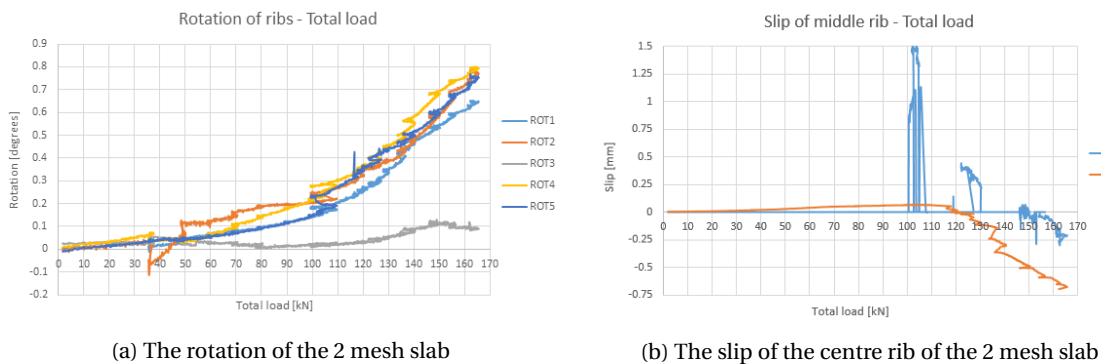 Rotation of ribs - Total load
0.9
0.8
0.7
0.6
0.5
0.4
0.3
0.2
0.1
0
-0.1
-0.2
Rotation [degrees]
0 10 20 30 40 50 60 70 80 90 100 110 120 130 140 150 160 170
Total load [kN]
ROT1
ROT2
ROT3
ROT4
ROT5
(a) The rotation of the 2 mesh slab
Slip of middle rib - Total load
1.5
1
0.5
0
-0.25
-0.5
-0.75
Slip [mm]
0 10 20 30 40 50 60 70 80 90 100 110 120 130 140 150 160 170
Total load [kN]
(b) The slip of the centre rib of the 2 mesh slab